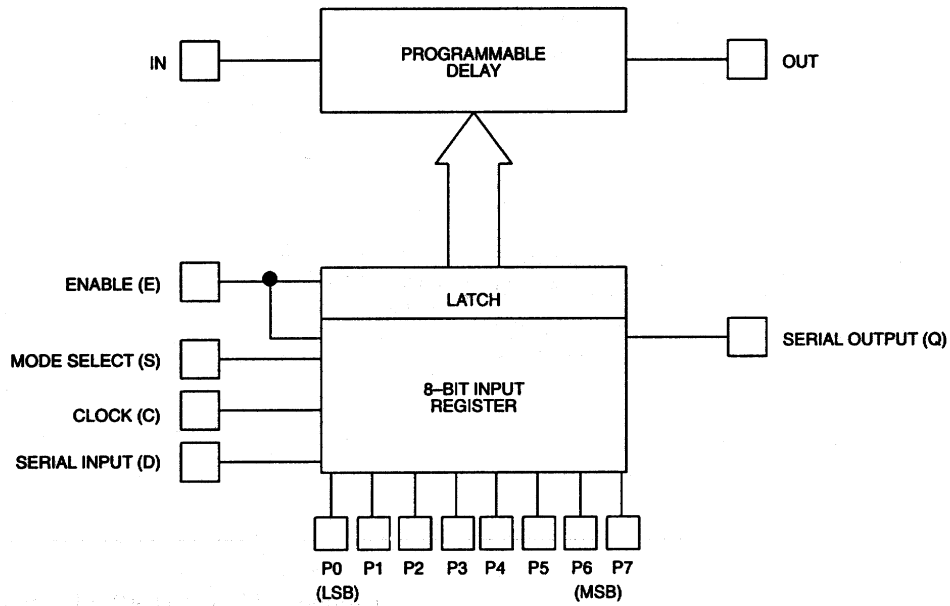 IN
PROGRAMMABLE
DELAY
OUT
ENABLE (E)
LATCH
MODE SELECT (S)
SERIAL OUTPUT (Q)
8–BIT INPUT
REGISTER
CLOCK (C)
SERIAL INPUT (D)
P0 P1 P2 P3 P4 P5 P6 P7
(LSB) (MSB)